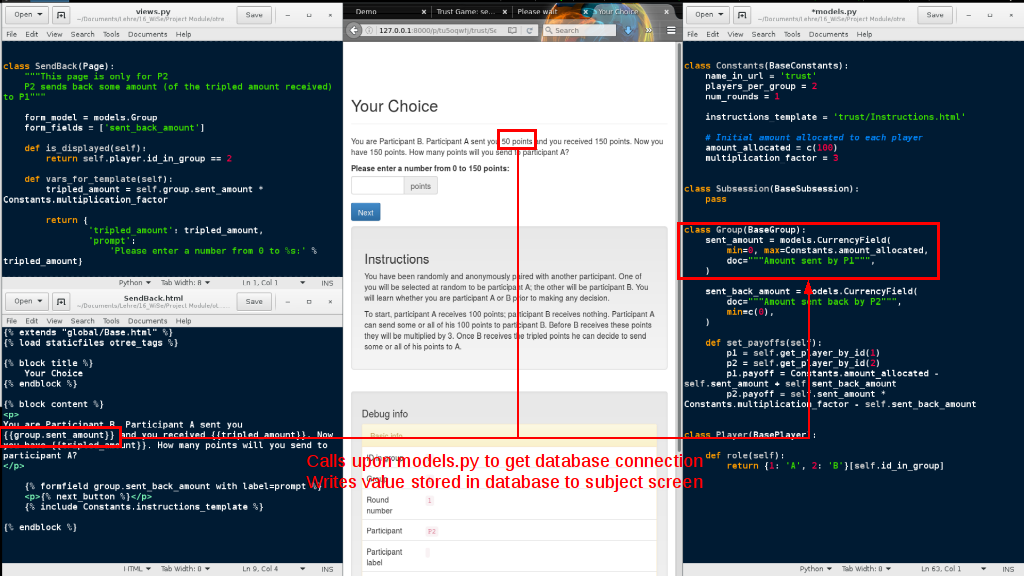 views.py
Open
~/Documents/Lehre/16_WiSe/Project Module/otre
Save
File Edit View Search Tools Documents Help
class SendBack(Page):
"""This page is only for P2
P2 sends back some amount (of the tripled amount received)
to P1"""
form_model = models.Group
form_fields = ['sent_back_amount']
def is_displayed(self):
return self.player.id_in_group == 2
def vars_for_template(self):
tripled_amount = self.group.sent_amount *
Constants.multiplication_factor
return {
'tripled_amount': tripled_amount,
'prompt':
'Please enter a number from 0 to %s:' %
tripled_amount}
Python Tab Width: 8 Ln 1, Col 1 INS
SendBack.html
Open
~/Documents/Lehre/16_WiSe/Project Module/ol...
Save
File Edit View Search Tools Documents Help
{% extends "global/Base.html" %}
{% load staticfiles otree_tags %}
{% block title %}
Your Choice
{% endblock %}
{% block content %}
<p>
You are Participant B. Participant A sent you
{{group.sent_amount}} and you received {{tripled_amount}}. Now
you have {{tripled_amount}}. How many points will you send to
participant A?
</p>
{% formfield group.sent_back_amount with label=prompt %}
<p>{% next_button %}</p>
{% include Constants.instructions_template %}
{% endblock %}
HTML Tab Width: 8 Ln 9, Col 4 INS
Demo Trust Game: se... Please wait Your Choice
127.0.0.1:8000/p/tu5oqwfj/trust/Se
Search
Your Choice
You are Participant B. Participant A sent you 50 points and you received 150 points. Now you
have 150 points. How many points will you send to participant A?
Please enter a number from 0 to 150 points:
points
Next
Instructions
You have been randomly and anonymously paired with another participant. One of
you will be selected at random to be participant A; the other will be participant B. You
will learn whether you are participant A or B prior to making any decision.
To start, participant A receives 100 points; participant B receives nothing. Participant A
can send some or all of his 100 points to participant B. Before B receives these points
they will be multiplied by 3. Once B receives the tripled points he can decide to send
some or all of his points to A.
Debug info
Basic info
ID in group
Calls upon models.py to get database connection
Writes value stored in database to subject screen
Round
number
1
Participant P2
Participant
label
*models.py
Open
~/Documents/Lehre/16_WiSe/Project Module/otre
Save
File Edit View Search Tools Documents Help
class Constants(BaseConstants):
name_in_url = 'trust'
players_per_group = 2
num_rounds = 1
instructions_template = 'trust/Instructions.html'
# Initial amount allocated to each player
amount_allocated = c(100)
multiplication_factor = 3
class Subsession(BaseSubsession):
pass
class Group(BaseGroup):
sent_amount = models.CurrencyField(
min=0, max=Constants.amount_allocated,
doc="""Amount sent by P1""",
)
sent_back_amount = models.CurrencyField(
doc="""Amount sent back by P2""",
min=c(0),
)
def set_payoffs(self):
p1 = self.get_player_by_id(1)
p2 = self.get_player_by_id(2)
p1.payoff = Constants.amount_allocated -
self.sent_amount + self.sent_back_amount
p2.payoff = self.sent_amount *
Constants.multiplication_factor - self.sent_back_amount
class Player(BasePlayer):
def role(self):
return {1: 'A', 2: 'B'}[self.id_in_group]
Python Tab Width: 8 Ln 63, Col 1 INS